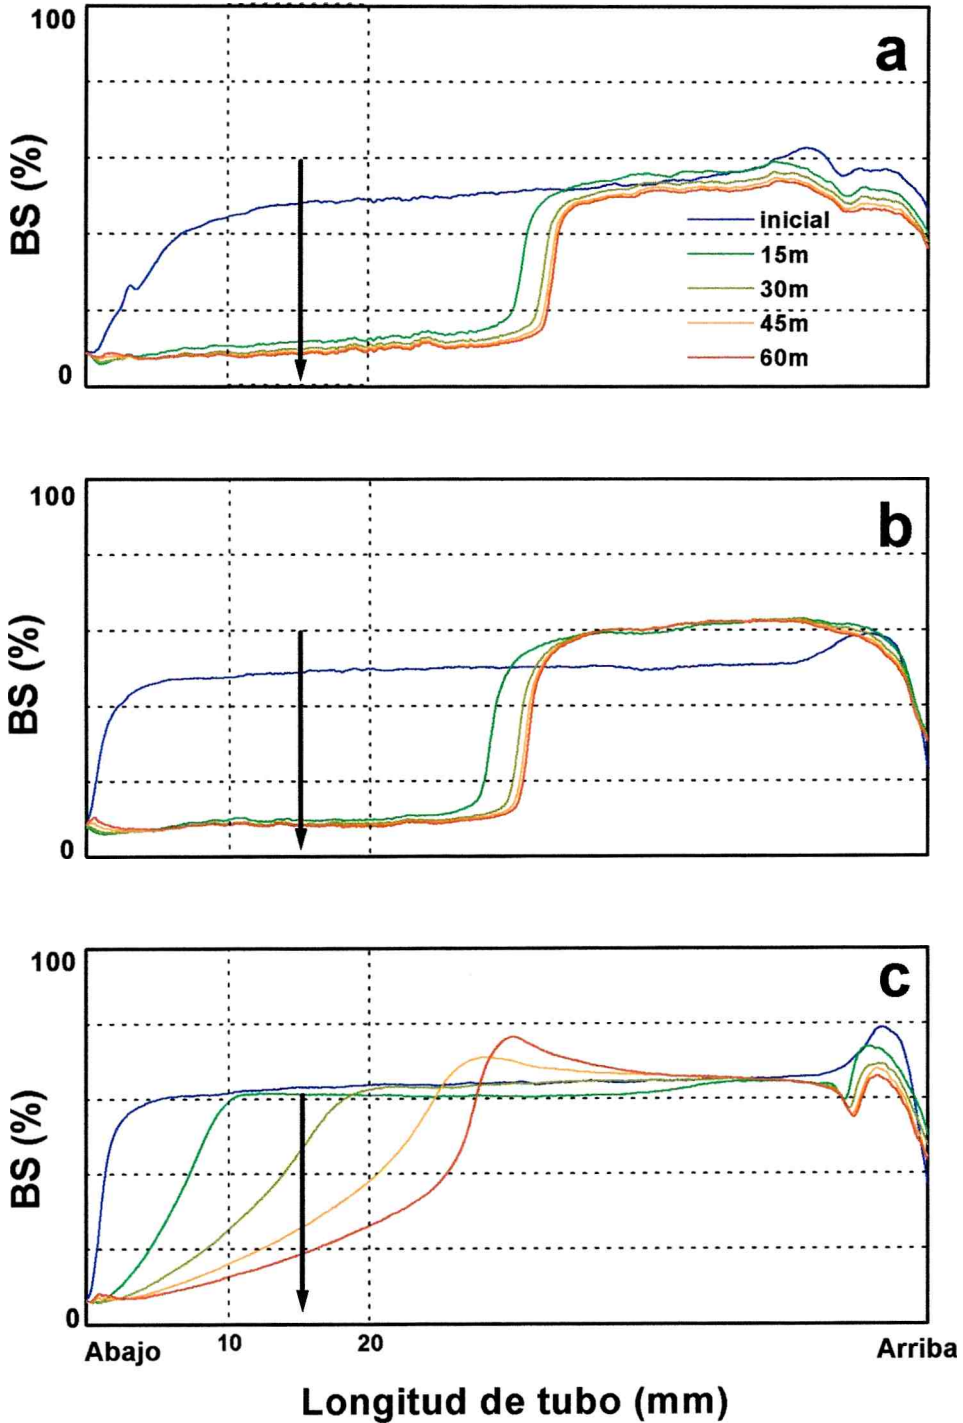 100
a
BS (%)
inicial
15m
30m
45m
60m
0
100
b
BS (%)
0
100
c
BS (%)
0
Abajo
10
20
Arriba
Longitud de tubo (mm)